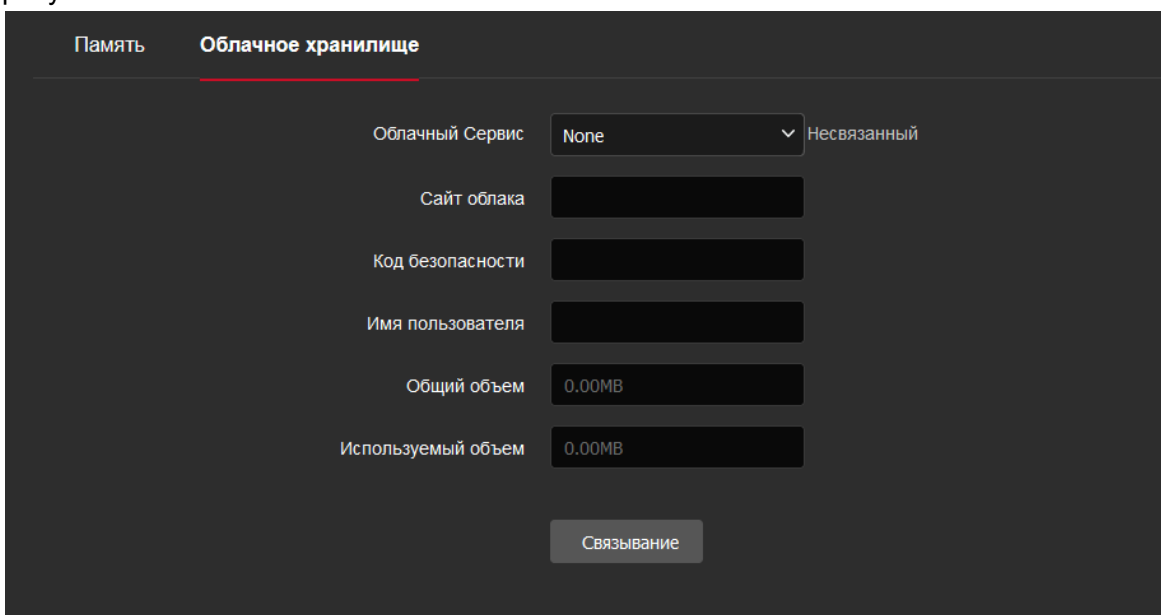 Память Облачное хранилище
Облачный Сервис None Несвязанный
Сайт облака
Код безопасности
Имя пользователя
Общий объем 0.00MB
Используемый объем 0.00MB
Связывание